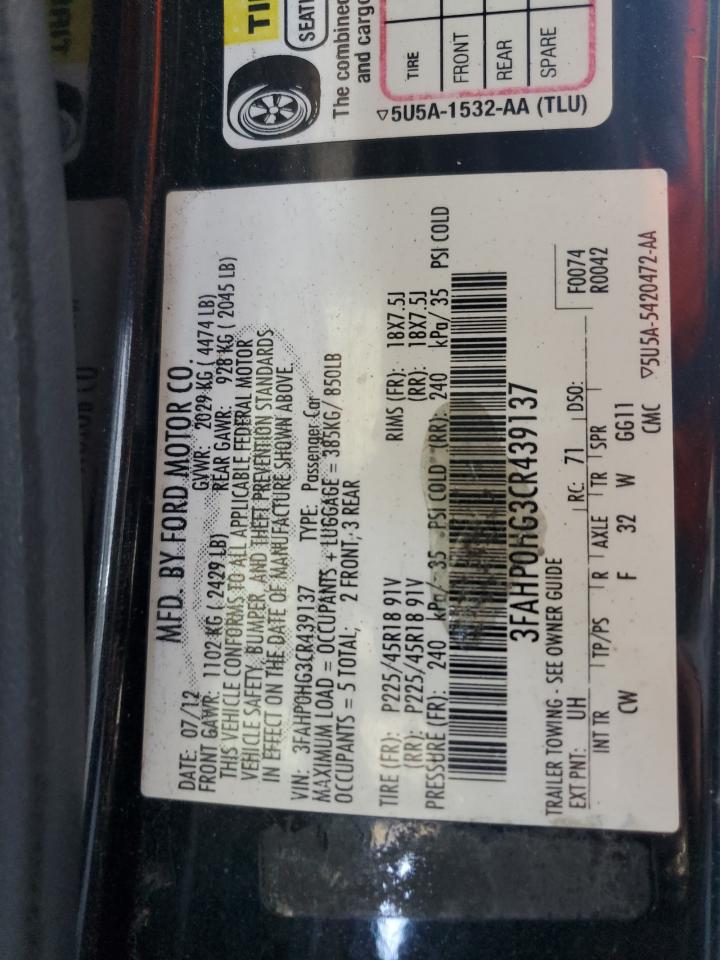 TI
SEATI
The combined
and cargo
TIRE
FRONT
REAR
SPARE
▽5U5A-1532-AA (TLU)
MFD. BY FORD MOTOR CO.
DATE: 07/12 GVWR: 2029 KG ( 4474 LB)
FRONT GAWR: 1102 KG ( 2429 LB) REAR GAWR: 928 KG ( 2045 LB)
THIS VEHICLE CONFORMS TO ALL APPLICABLE FEDERAL MOTOR
VEHICLE SAFETY, BUMPER, AND THEFT PREVENTION STANDARDS
IN EFFECT ON THE DATE OF MANUFACTURE SHOWN ABOVE.
VIN: 3FAHP0HG3CR439137 TYPE: Passenger Car
MAXIMUM LOAD = OCCUPANTS + LUGGAGE = 385KG/ 850LB
OCCUPANTS = 5 TOTAL; 2 FRONT; 3 REAR
TIRE (FR): P225/45R18 91V RIMS (FR): 18X7.5J
(RR): P225/45R18 91V (RR): 18X7.5J
PRESSURE (FR): 240 kPa/ 35 PSI COLD (RR): 240 kPa/ 35 PSI COLD
3FAHP0HG3CR439137
TRAILER TOWING - SEE OWNER GUIDE
EXT PNT: UH RC: 71 DSO: F0074
INT TR TP/PS R AXLE TR SPR R0042
CW F 32 W GG11
CMC ▽5U5A-5420472-AA